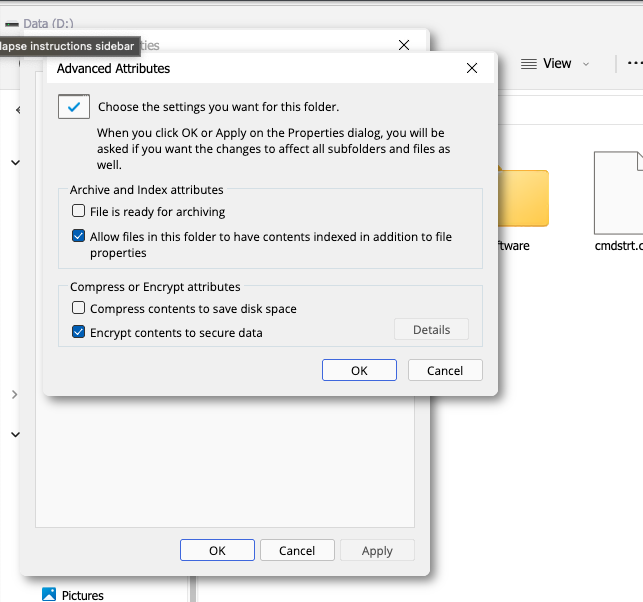 Data (D:)
lapse instructions sidebar
ties
View
Advanced Attributes
Choose the settings you want for this folder.
When you click OK or Apply on the Properties dialog, you will be
asked if you want the changes to affect all subfolders and files as
well.
Archive and Index attributes
File is ready for archiving
Allow files in this folder to have contents indexed in addition to file
properties
Compress or Encrypt attributes
Compress contents to save disk space
Encrypt contents to secure data
Details
OK
Cancel
ftware
cmdstrt.c
OK
Cancel
Apply
Pictures